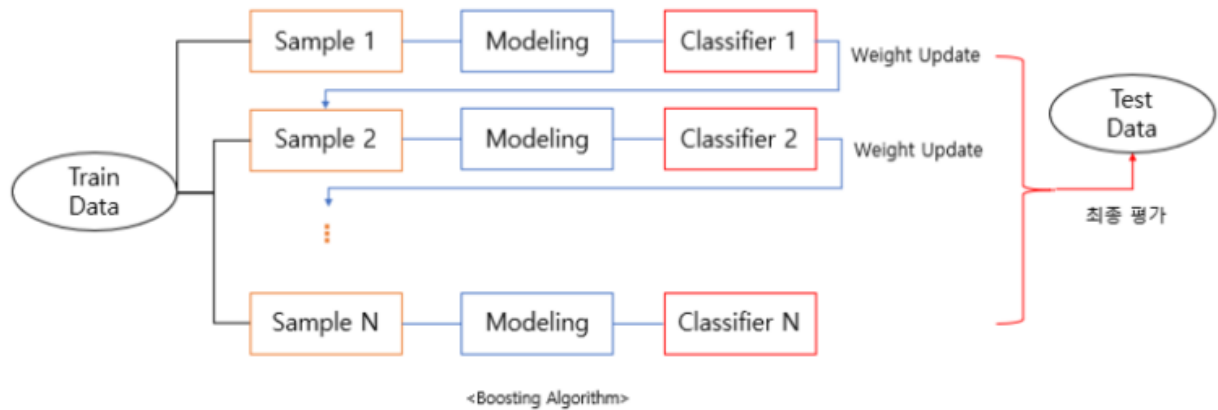 Sample 1
Modeling
Classifier 1
Weight Update
Sample 2
Modeling
Classifier 2
Weight Update
Train
Data
Test
Data
최종 평가
Sample N
Modeling
Classifier N
<Boosting Algorithm>